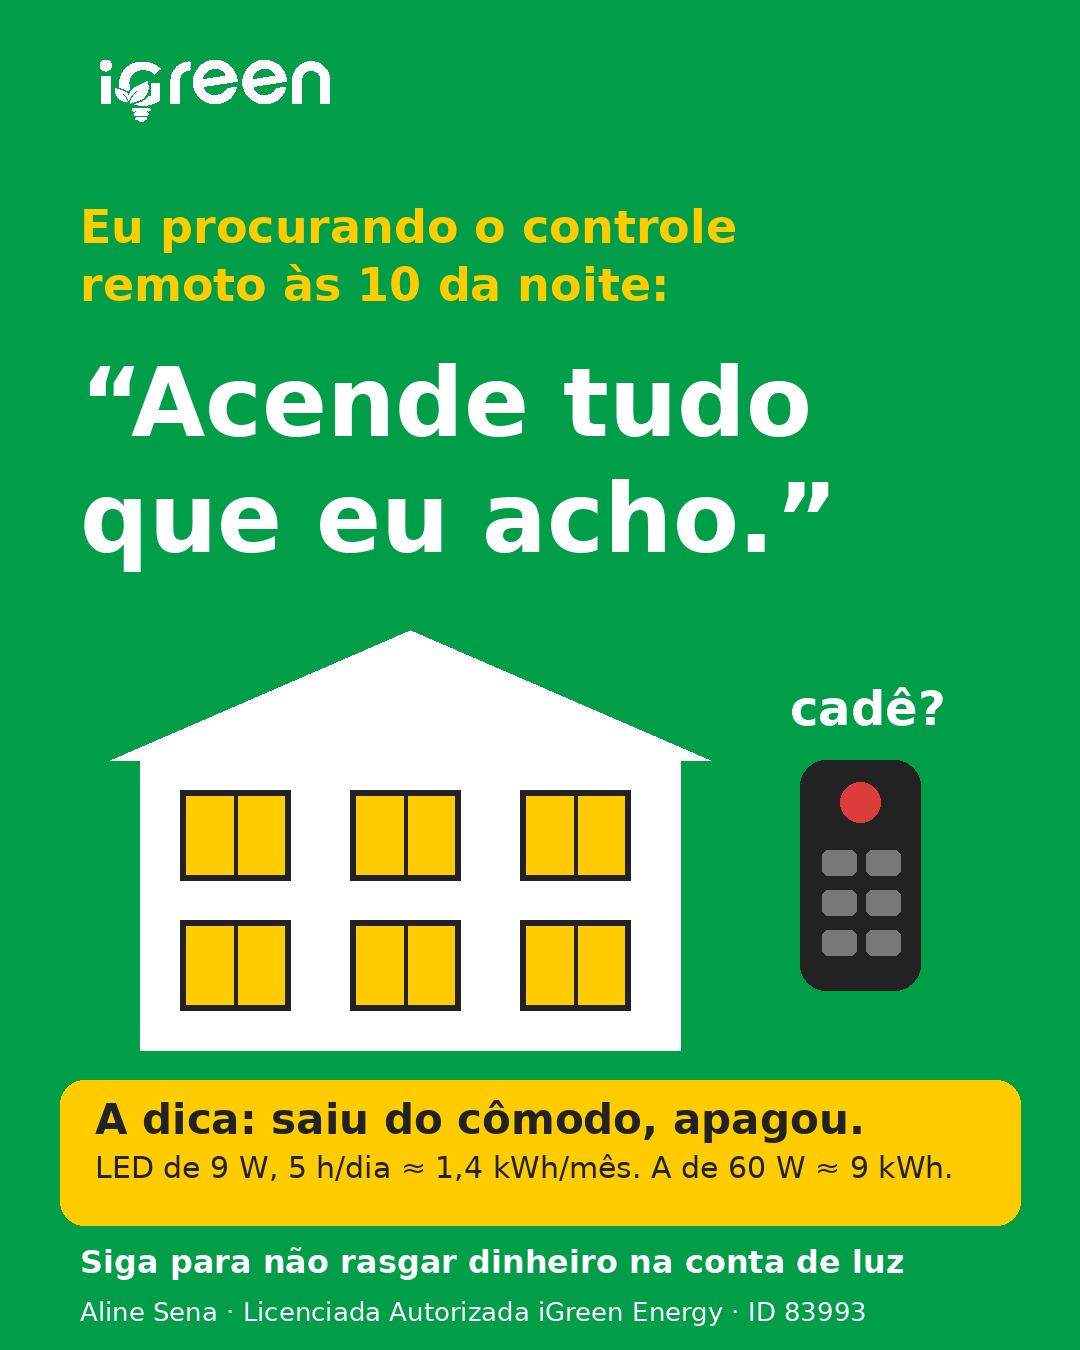 iGreen
Eu procurando o controle
remoto às 10 da noite:
“Acende tudo
que eu acho.”
cadê?
A dica: saiu do cômodo, apagou.
LED de 9 W, 5 h/dia ≈ 1,4 kWh/mês. A de 60 W ≈ 9 kWh.
Siga para não rasgar dinheiro na conta de luz
Aline Sena · Licenciada Autorizada iGreen Energy · ID 83993